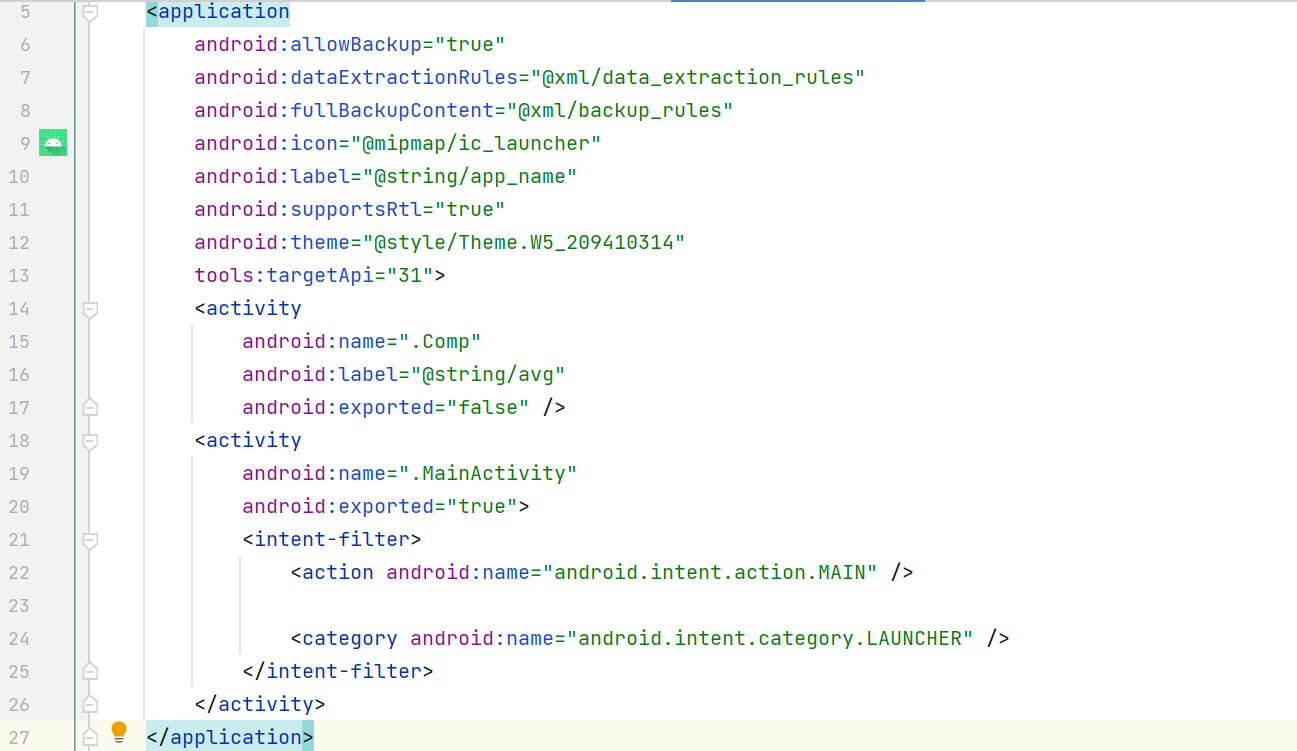 5 <application
6 android:allowBackup="true"
7 android:dataExtractionRules="@xml/data_extraction_rules"
8 android:fullBackupContent="@xml/backup_rules"
9 android:icon="@mipmap/ic_launcher"
10 android:label="@string/app_name"
11 android:supportsRtl="true"
12 android:theme="@style/Theme.W5_209410314"
13 tools:targetApi="31">
14 <activity
15 android:name=".Comp"
16 android:label="@string/avg"
17 android:exported="false" />
18 <activity
19 android:name=".MainActivity"
20 android:exported="true">
21 <intent-filter>
22 <action android:name="android.intent.action.MAIN" />
23
24 <category android:name="android.intent.category.LAUNCHER" />
25 </intent-filter>
26 </activity>
27 </application>